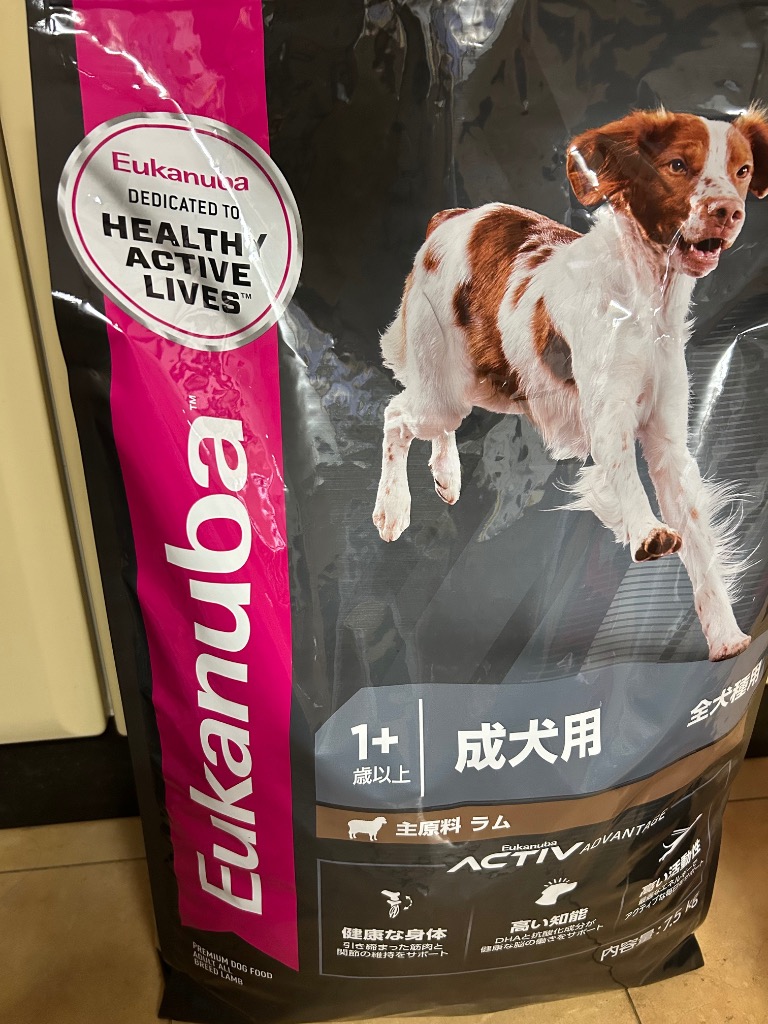 Eukanuba
DEDICATED TO
HEALTHY
ACTIVE
LIVES™
Eukanuba™
1+
歳以上
成犬用
全犬種用
主原料 ラム
Eukanuba
ACTIV ADVANTAGE
健康な身体
引き締まった筋肉と
関節の維持をサポート
高い知能
DHAと抗酸化成分が
健康な脳の働きをサポート
高い活動性
内容量:7.5 kg
PREMIUM DOG FOOD
ADULT ALL
BREED LAMB